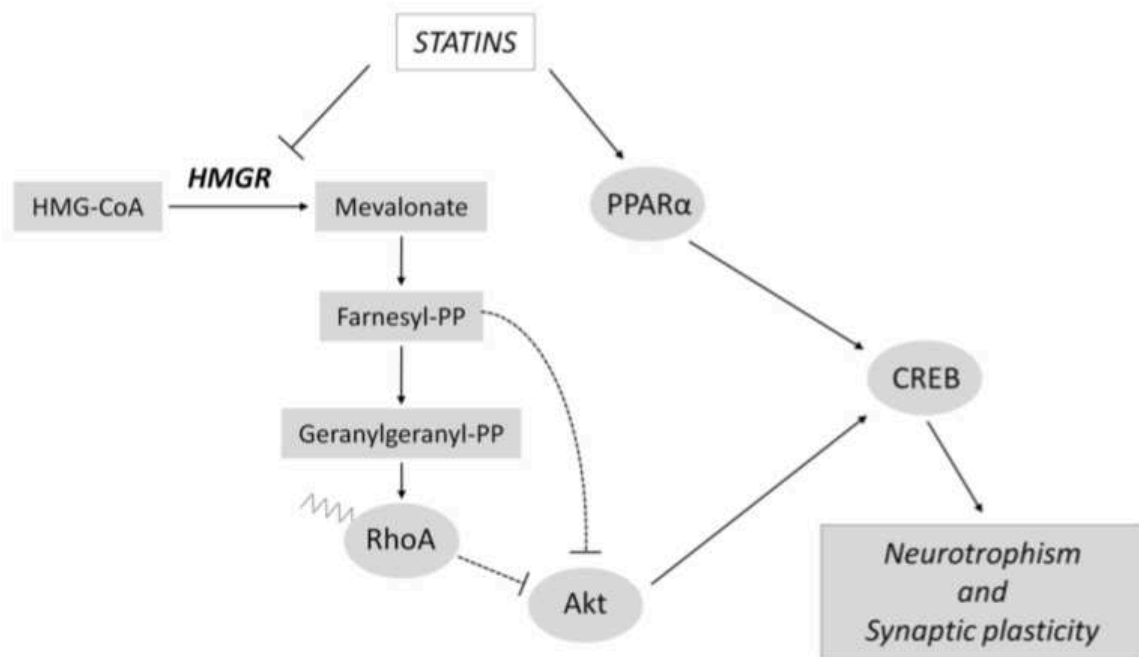 STATINS
HMGR
HMG-CoA
Mevalonate
PPARα
Farnesyl-PP
CREB
Geranylgeranyl-PP
RhoA
Akt
Neurotrophism
and
Synaptic plasticity